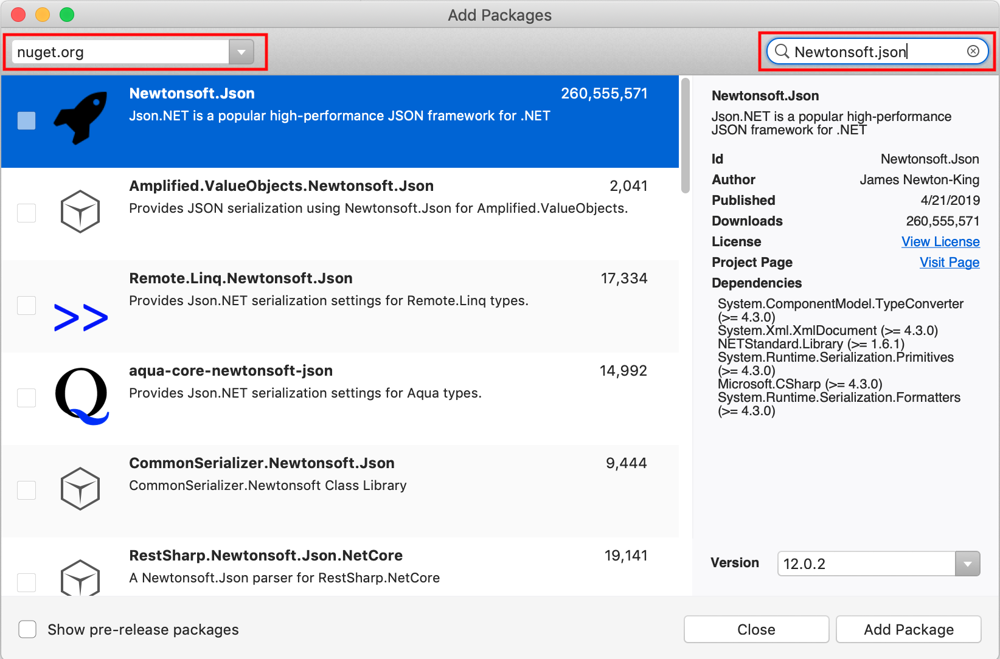 Add Packages
nuget.org
Newtonsoft.json
Newtonsoft.Json 260,555,571
Json.NET is a popular high-performance JSON framework for .NET
Amplified.ValueObjects.Newtonsoft.Json 2,041
Provides JSON serialization using Newtonsoft.Json for Amplified.ValueObjects.
Remote.Linq.Newtonsoft.Json 17,334
Provides Json.NET serialization settings for Remote.Linq types.
>>
aqua-core-newtonsoft-json 14,992
Provides Json.NET serialization settings for Aqua types.
Q
CommonSerializer.Newtonsoft.Json 9,444
CommonSerializer.Newtonsoft Class Library
RestSharp.Newtonsoft.Json.NetCore 19,141
A Newtonsoft.Json parser for RestSharp.NetCore
Newtonsoft.Json
Json.NET is a popular high-performance
JSON framework for .NET
Id Newtonsoft.Json
Author James Newton-King
Published 4/21/2019
Downloads 260,555,571
License View License
Project Page Visit Page
Dependencies
System.ComponentModel.TypeConverter
(>= 4.3.0)
System.Xml.XmlDocument (>= 4.3.0)
NETStandard.Library (>= 1.6.1)
System.Runtime.Serialization.Primitives
(>= 4.3.0)
Microsoft.CSharp (>= 4.3.0)
System.Runtime.Serialization.Formatters
(>= 4.3.0)
Version 12.0.2
Show pre-release packages
Close
Add Package